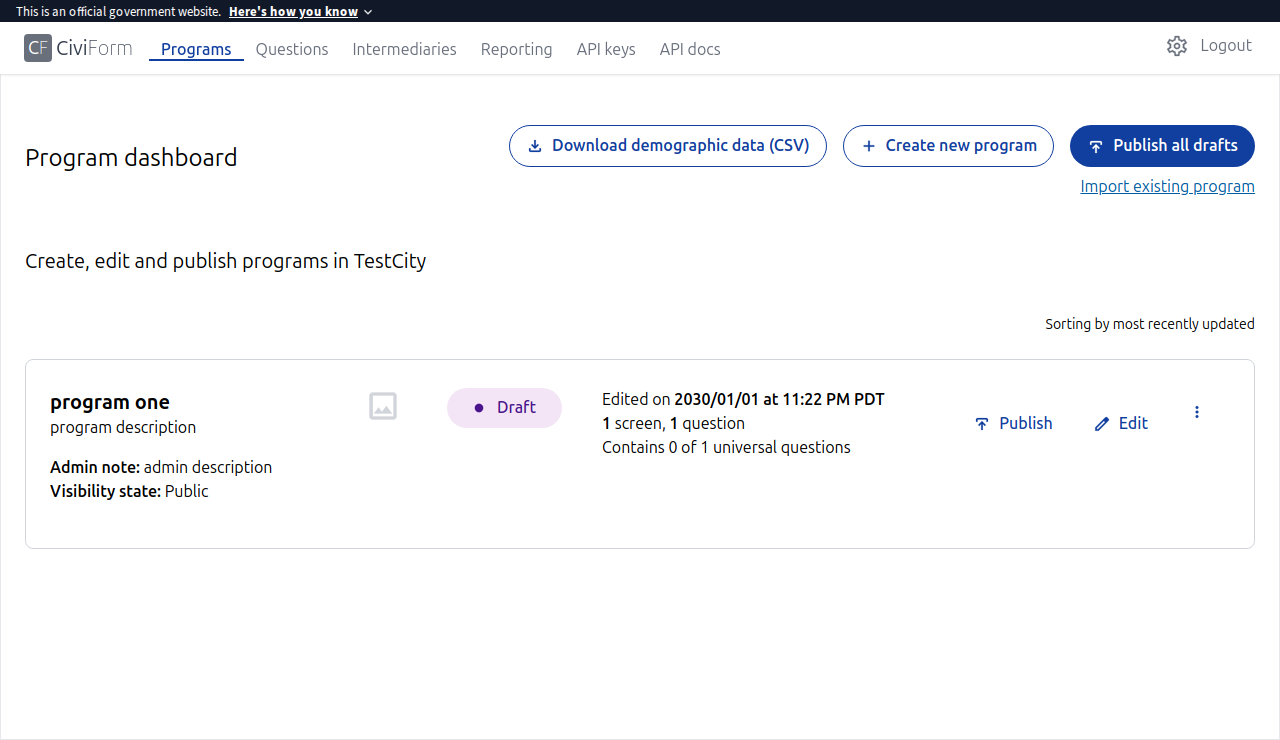 This is an official government website. Here's how you know
CF CiviForm Programs Questions Intermediaries Reporting API keys API docs Logout
Program dashboard
Download demographic data (CSV) Create new program Publish all drafts
Import existing program
Create, edit and publish programs in TestCity
Sorting by most recently updated
program one
program description
Admin note: admin description
Visibility state: Public
Draft
Edited on 2030/01/01 at 11:22 PM PDT
1 screen, 1 question
Contains 0 of 1 universal questions
Publish Edit